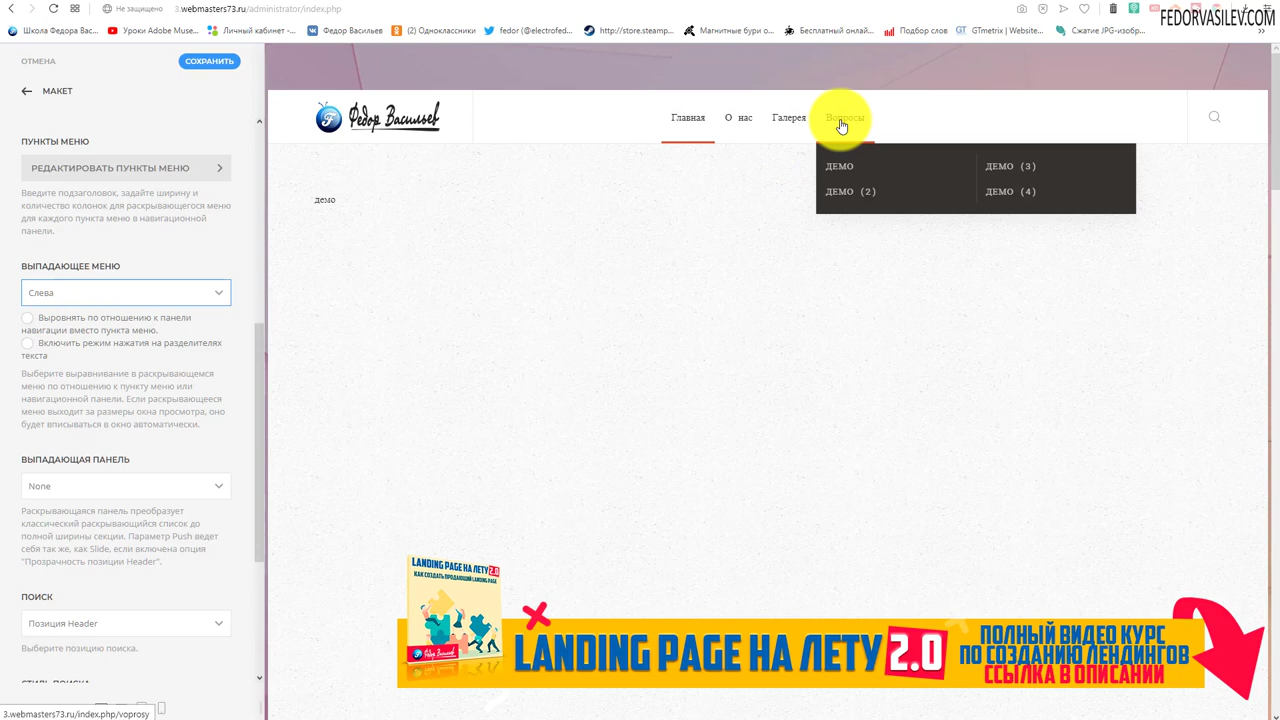 Не защищено
3.webmasters73.ru/administrator/index.php
FEDORVASILEV.COM
Школа Федора Вас...
Уроки Adobe Muse...
Личный кабинет -...
Федор Васильев
(1) Одноклассники
fedor (@electrofed...
http://store.steamp...
Магнитные бури о...
Бесплатный онлай...
Подбор слов
GTmetrix | Website...
Сжатие JPG-изобр...
ОТМЕНА
СОХРАНИТЬ
МАКЕТ
ПУНКТЫ МЕНЮ
РЕДАКТИРОВАТЬ ПУНКТЫ МЕНЮ
Введите подзаголовок, задайте ширину и
количество колонок для раскрывающегося меню
для каждого пункта меню в навигационной
панели.
ВЫПАДАЮЩЕЕ МЕНЮ
Слева
Выровнять по отношению к панели
навигации вместо пункта меню.
Включить режим нажатия на разделителях
текста
Выберите выравнивание в раскрывающемся
меню по отношению к пункту меню или
навигационной панели. Если раскрывающееся
меню выходит за размеры окна просмотра, оно
будет вписываться в окно автоматически.
ВЫПАДАЮЩАЯ ПАНЕЛЬ
None
Раскрывающаяся панель преобразует
классический раскрывающийся список до
полной ширины секции. Параметр Push ведет
себя так же, как Slide, если включена опция
"Прозрачность позиции Header".
ПОИСК
Позиция Header
Выберите позицию поиска.
СТИЛЬ ПОИСКА
3.webmasters73.ru/index.php/voprosy
Федор Васильев
Главная
О нас
Галерея
Вопросы
ДЕМО
ДЕМО (3)
ДЕМО (2)
ДЕМО (4)
демо
LANDING PAGE НА ЛЕТУ 2.0
КАК СОЗДАТЬ ПРОДАЮЩИЙ LANDING PAGE
Федор Васильев
LANDING PAGE НА ЛЕТУ 2.0
ПОЛНЫЙ ВИДЕО КУРС
ПО СОЗДАНИЮ ЛЕНДИНГОВ
ССЫЛКА В ОПИСАНИИ